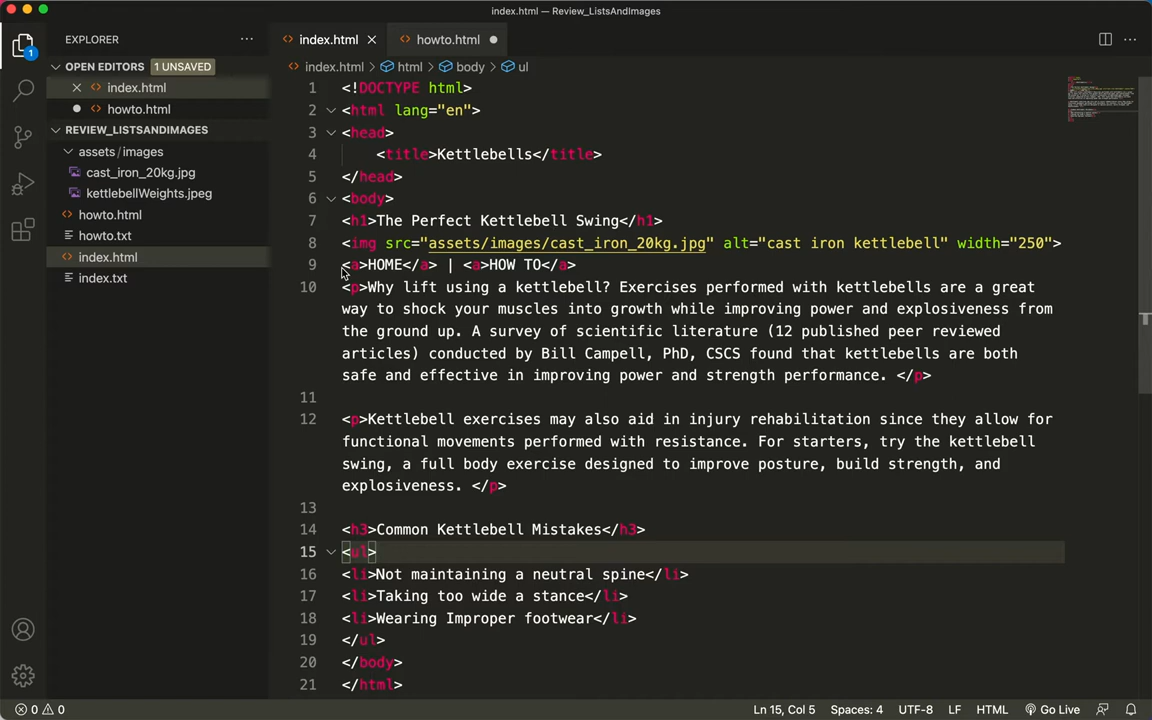 index.html — Review_ListsAndImages
EXPLORER
OPEN EDITORS 1 UNSAVED
index.html
howto.html
REVIEW_LISTSANDIMAGES
assets/images
cast_iron_20kg.jpg
kettlebellWeights.jpeg
howto.html
howto.txt
index.html
index.txt
1
index.html howto.html
index.html > html > body > ul
1 <!DOCTYPE html>
2 <html lang="en">
3 <head>
4 <title>Kettlebells</title>
5 </head>
6 <body>
7 <h1>The Perfect Kettlebell Swing</h1>
8 <img src="assets/images/cast_iron_20kg.jpg" alt="cast iron kettlebell" width="250">
9 <a>HOME</a> | <a>HOW TO</a>
10 <p>Why lift using a kettlebell? Exercises performed with kettlebells are a great
way to shock your muscles into growth while improving power and explosiveness from
the ground up. A survey of scientific literature (12 published peer reviewed
articles) conducted by Bill Campell, PhD, CSCS found that kettlebells are both
safe and effective in improving power and strength performance. </p>
11
12 <p>Kettlebell exercises may also aid in injury rehabilitation since they allow for
functional movements performed with resistance. For starters, try the kettlebell
swing, a full body exercise designed to improve posture, build strength, and
explosiveness. </p>
13
14 <h3>Common Kettlebell Mistakes</h3>
15 <ul>
16 <li>Not maintaining a neutral spine</li>
17 <li>Taking too wide a stance</li>
18 <li>Wearing Improper footwear</li>
19 </ul>
20 </body>
21 </html>
0 0 Ln 15, Col 5 Spaces: 4 UTF-8 LF HTML Go Live